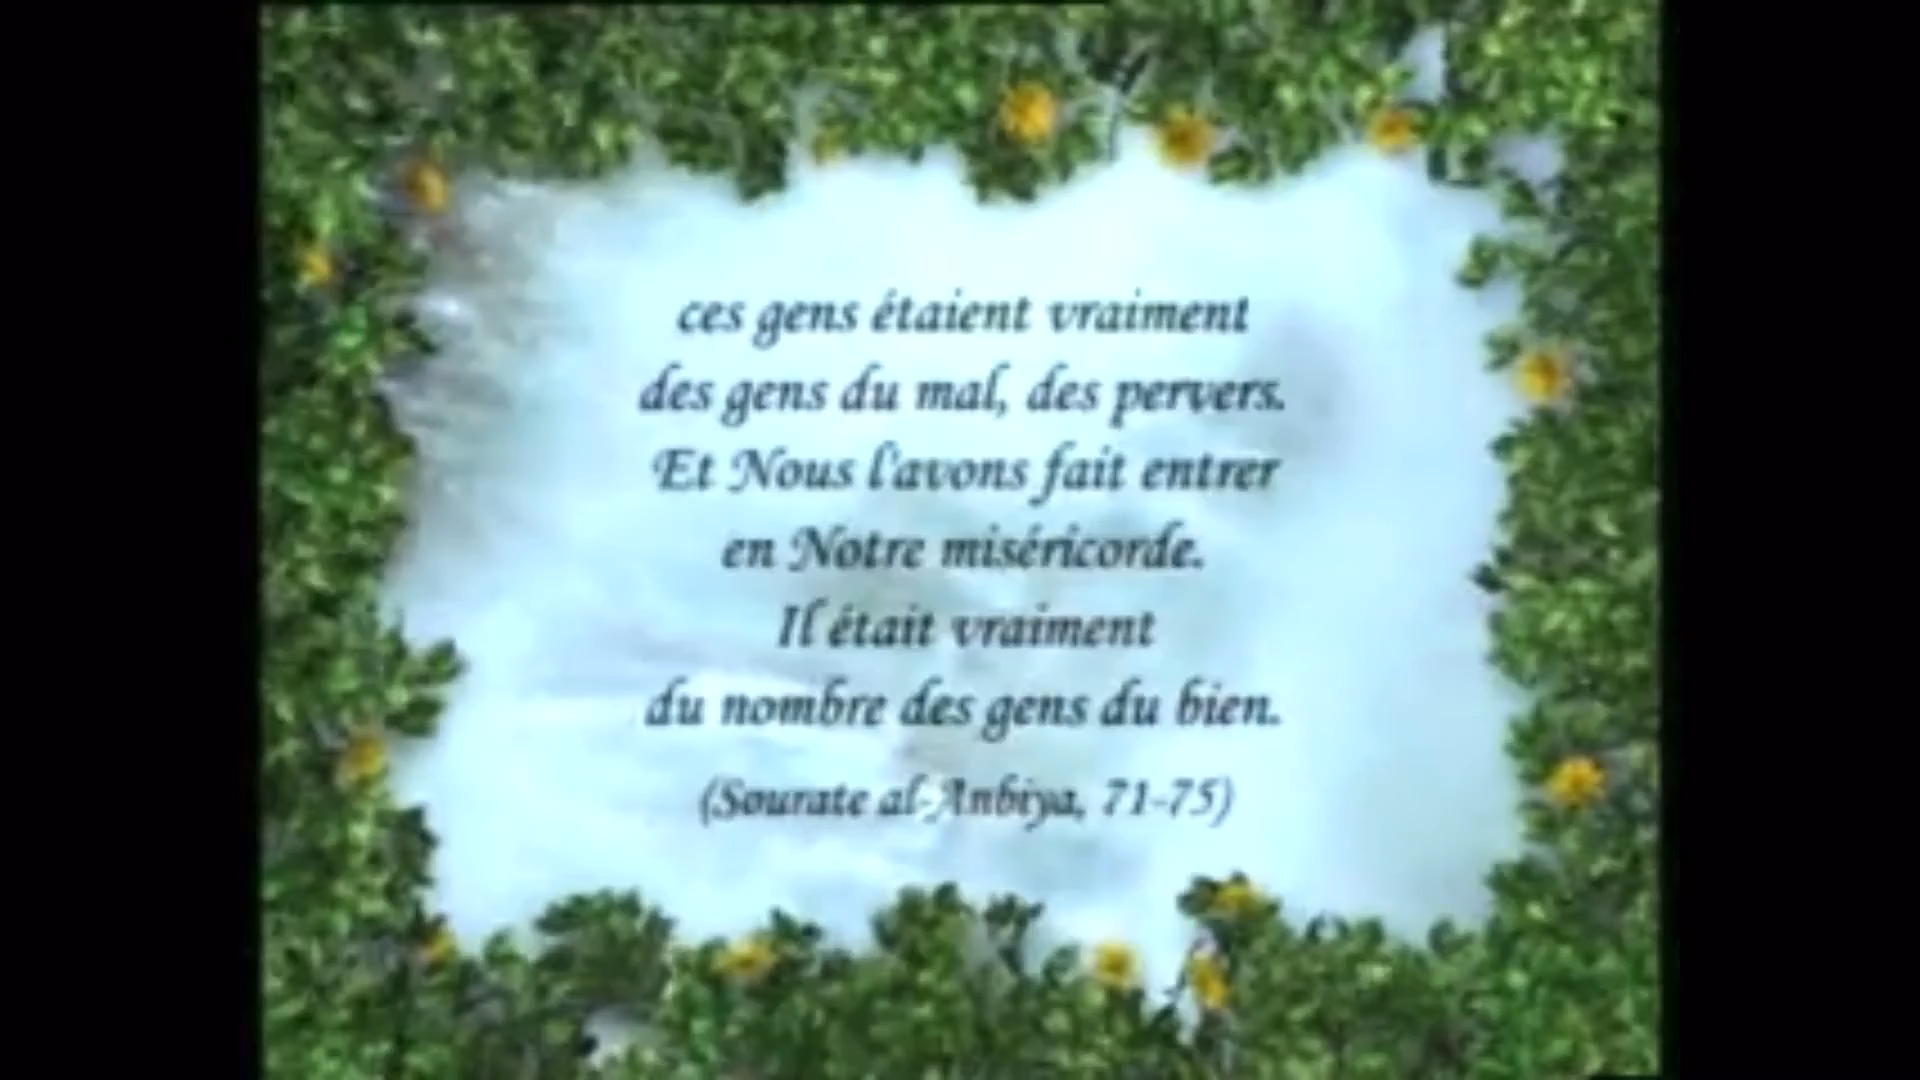 ces gens étaient vraiment
des gens du mal, des pervers.
Et Nous l'avons fait entrer
en Notre miséricorde.
Il était vraiment
du nombre des gens du bien.
(Sourate al-Anbiya, 71-75)